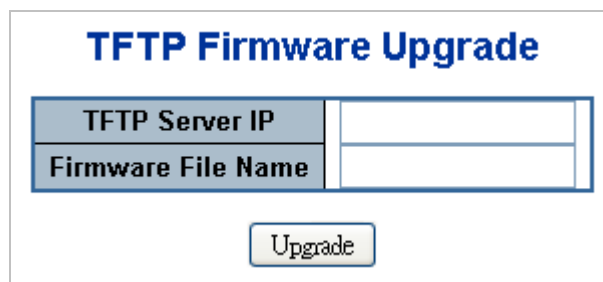 TFTP Firmware Upgrade
TFTP Server IP
Firmware File Name
Upgrade